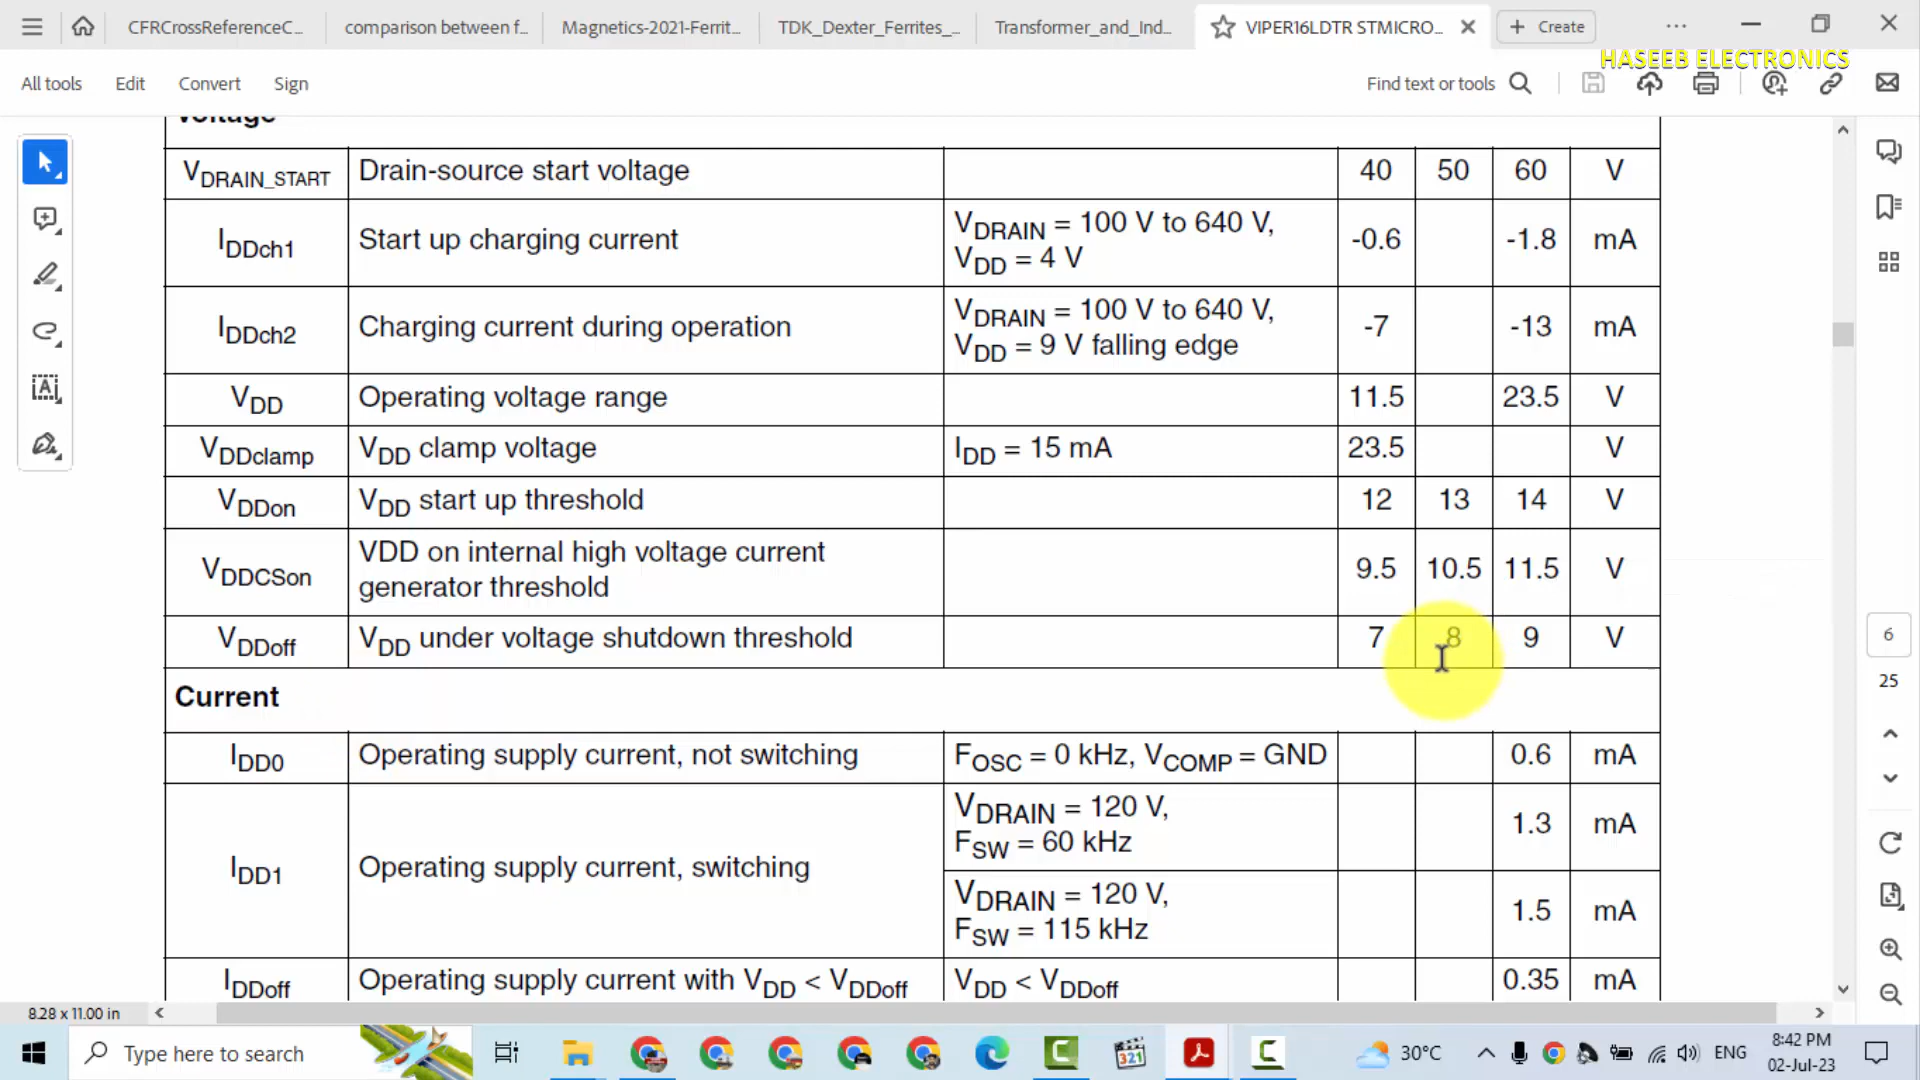 CFRCrossReferenceC...
comparison between f...
Magnetics-2021-Ferrit...
TDK_Dexter_Ferrites_...
Transformer_and_Ind...
VIPER16LDTR STMICRO...
Create
HASEEB ELECTRONICS
All tools
Edit
Convert
Sign
Find text or tools
Voltage
VDRAIN_START Drain-source start voltage 40 50 60 V
IDDch1 Start up charging current VDRAIN = 100 V to 640 V, -0.6 -1.8 mA
VDD = 4 V
IDDch2 Charging current during operation VDRAIN = 100 V to 640 V, -7 -13 mA
VDD = 9 V falling edge
VDD Operating voltage range 11.5 23.5 V
VDDclamp VDD clamp voltage IDD = 15 mA 23.5 V
VDDon VDD start up threshold 12 13 14 V
VDDCSon VDD on internal high voltage current 9.5 10.5 11.5 V
generator threshold
VDDoff VDD under voltage shutdown threshold 7 8 9 V
Current
IDD0 Operating supply current, not switching FOSC = 0 kHz, VCOMP = GND 0.6 mA
IDD1 Operating supply current, switching
VDRAIN = 120 V, 1.3 mA
FSW = 60 kHz
VDRAIN = 120 V, 1.5 mA
FSW = 115 kHz
IDDoff Operating supply current with VDD < VDDoff VDD < VDDoff 0.35 mA
6
25
8.28 x 11.00 in
Type here to search
321
30°C
ENG
8:42 PM
02-Jul-23